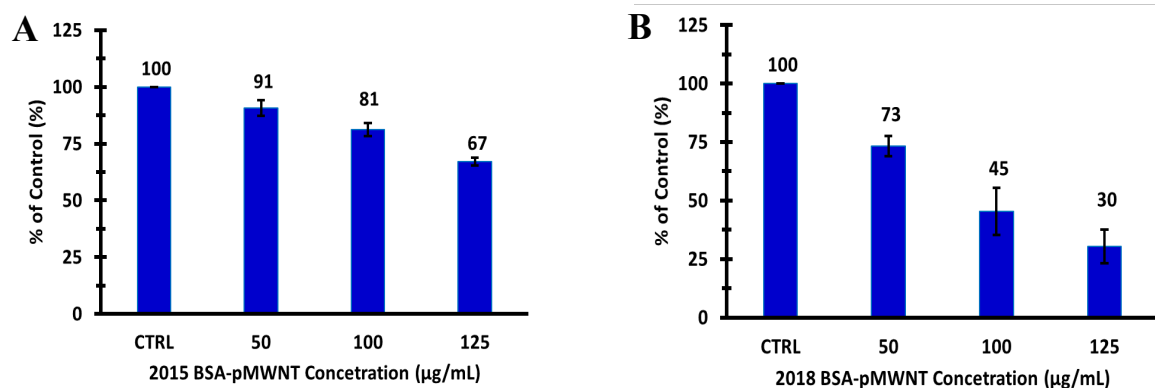 A
% of Control (%)
125
100
75
50
25
0
100
91
81
67
CTRL 50 100 125
2015 BSA-pMWNT Concetration (µg/mL)
B
% of Control (%)
125
100
75
50
25
0
100
73
45
30
CTRL 50 100 125
2018 BSA-pMWNT Concetration (µg/mL)